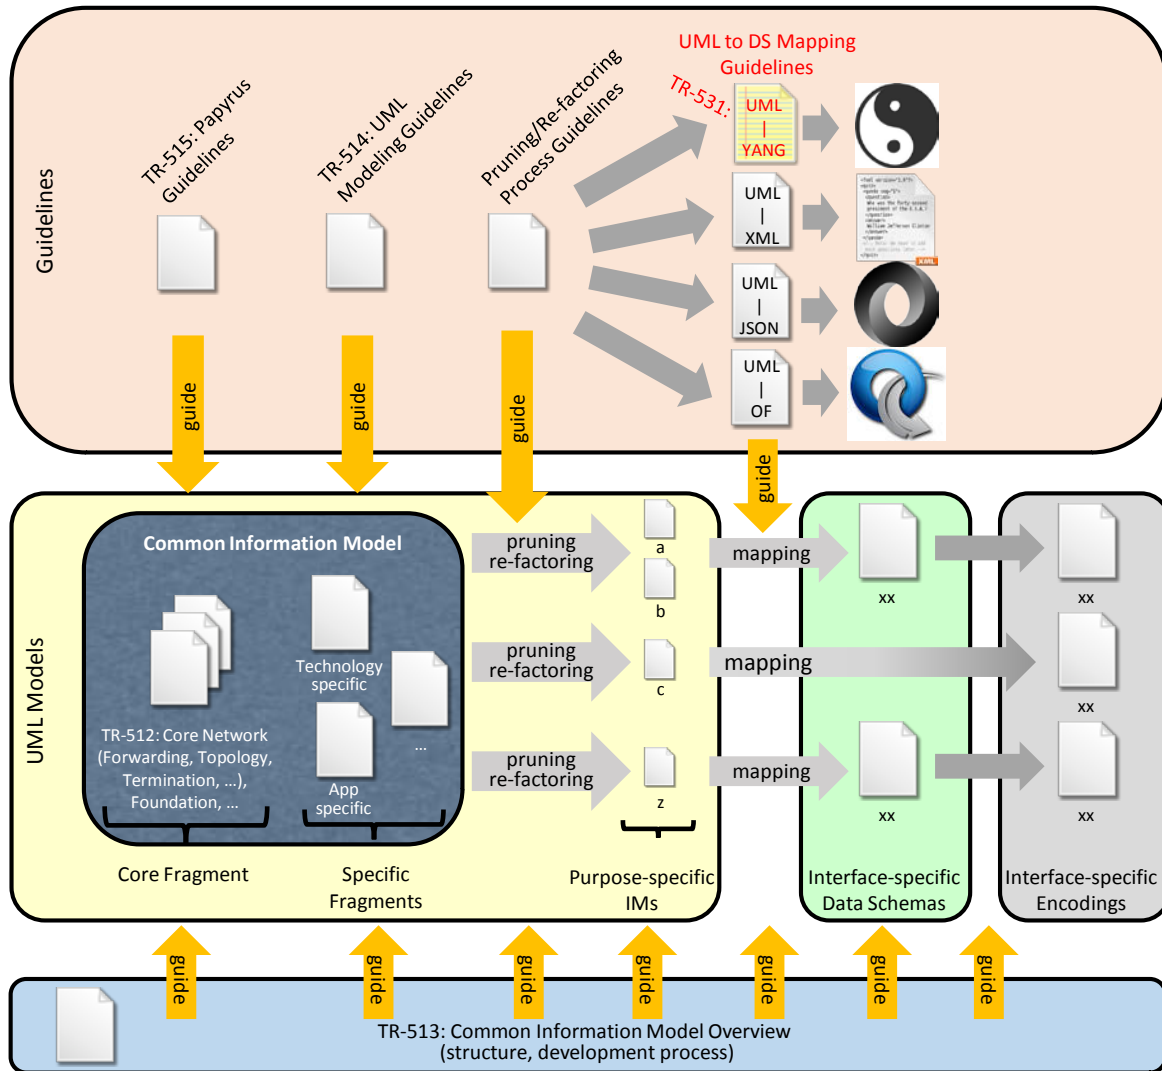 UML to DS Mapping
Guidelines
TR-531:
TR-515: Papyrus
Guidelines
TR-514: UML
Modeling Guidelines
Pruning/Re-factoring
Process Guidelines
Guidelines
UML
|
YANG
UML
|
XML
XML
UML
|
JSON
UML
|
OF
guide
guide
guide
guide
UML Models
Common Information Model
Technology
specific
App
specific
...
TR-512: Core Network
(Forwarding, Topology,
Termination, …),
Foundation, …
Core Fragment
Specific
Fragments
pruning
re-factoring
pruning
re-factoring
pruning
re-factoring
a
b
c
z
Purpose-specific
IMs
mapping
mapping
mapping
xx
xx
Interface-specific
Data Schemas
xx
xx
xx
Interface-specific
Encodings
guide
guide
guide
guide
guide
guide
guide
TR-513: Common Information Model Overview
(structure, development process)